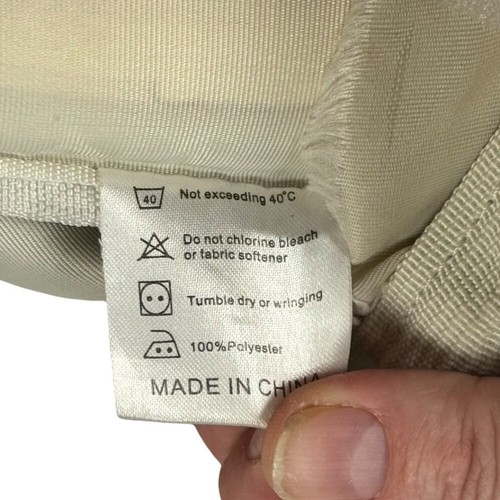 40 Not exceeding 40°C
Do not chlorine bleach
or fabric softener
Tumble dry or wringing
100%Polyester
MADE IN CHINA